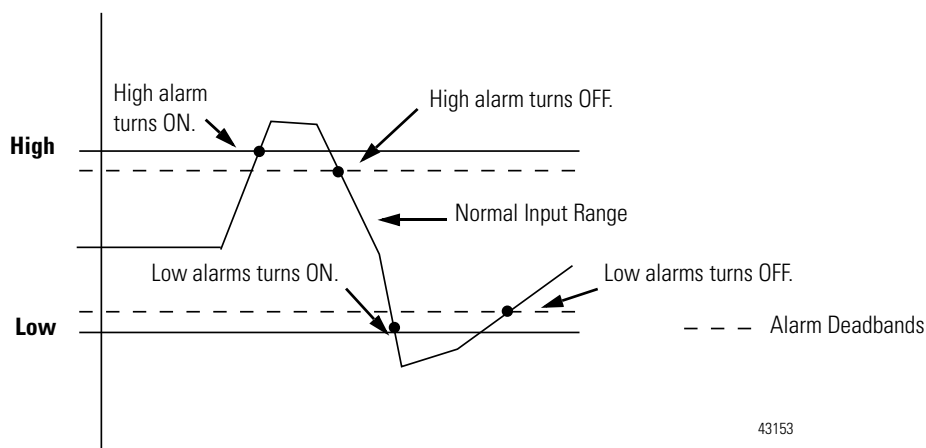 High alarm
turns ON.
High alarm turns OFF.
High
Normal Input Range
Low alarms turns ON.
Low alarms turns OFF.
Low
Alarm Deadbands
43153